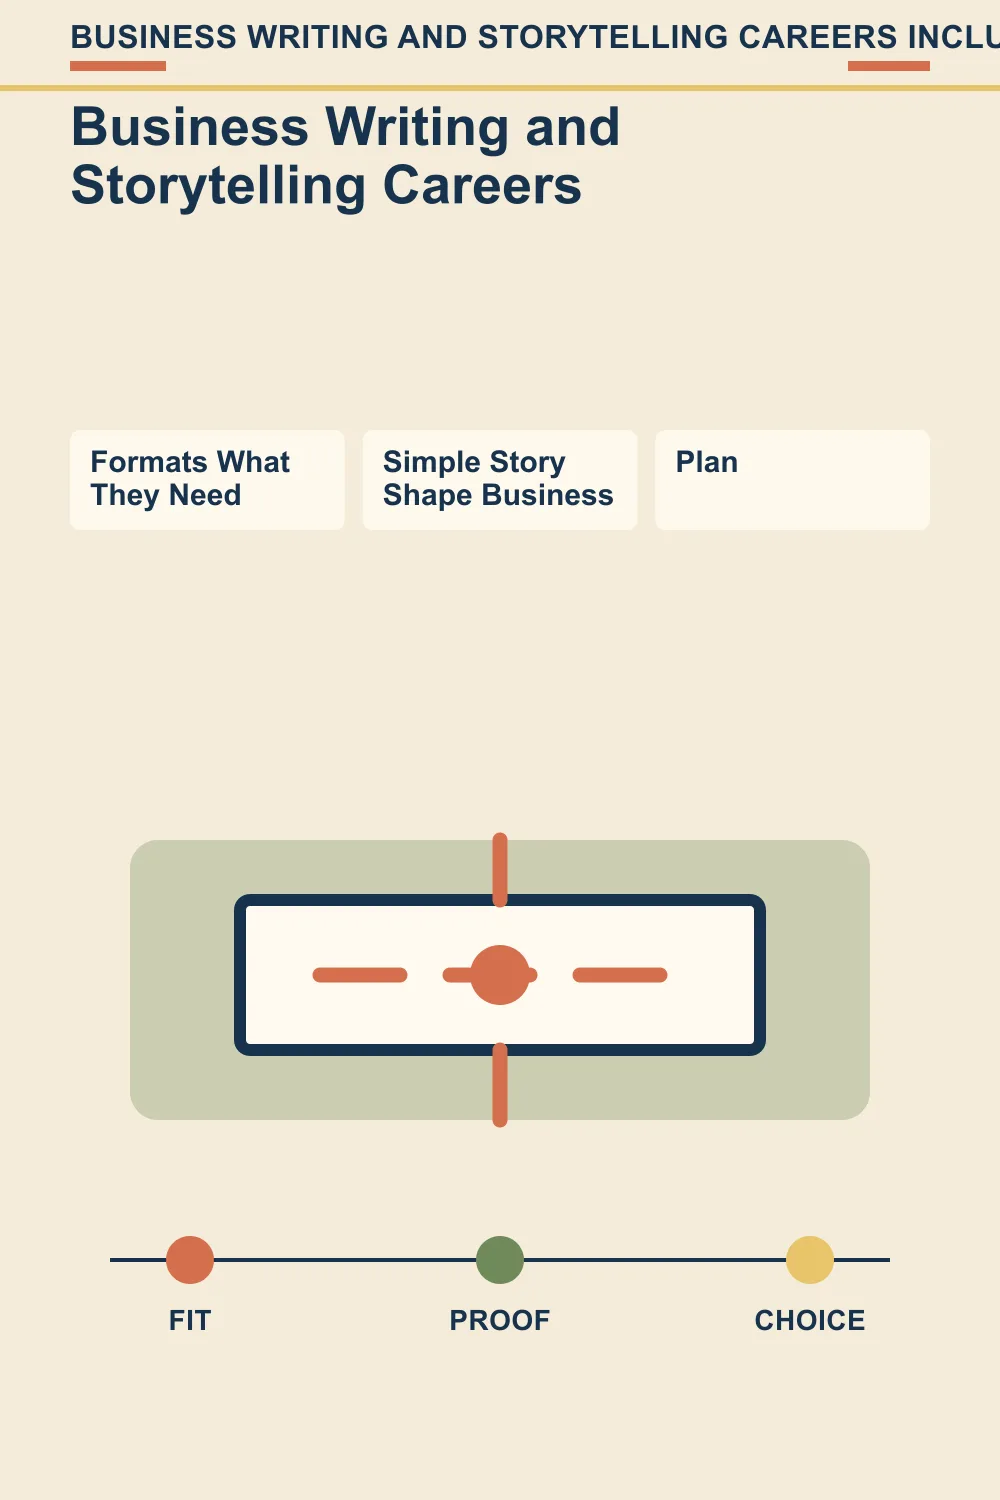 BUSINESS WRITING AND STORYTELLING CAREERS INCLU
Business Writing and
Storytelling Careers
Formats What
They Need
Simple Story
Shape Business
Plan
FIT
PROOF
CHOICE